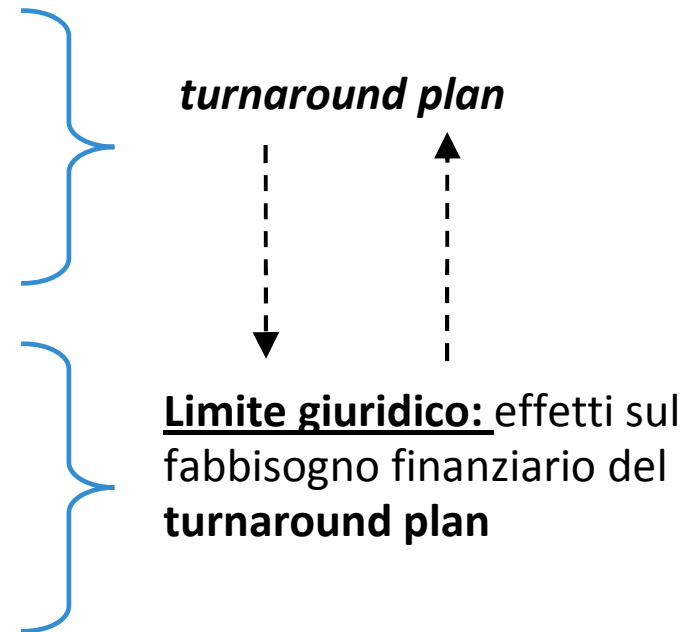 turnaround plan
Limite giuridico: effetti sul
fabbisogno finanziario del
turnaround plan